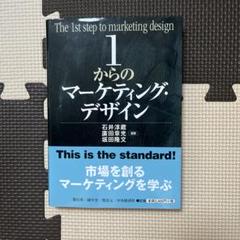 The 1st step to marketing design
1
からの
マーケティング・
デザイン
石井淳蔵
廣田章光
坂田隆文
編著
This is the standard!
市場を創る
マーケティングを学ぶ